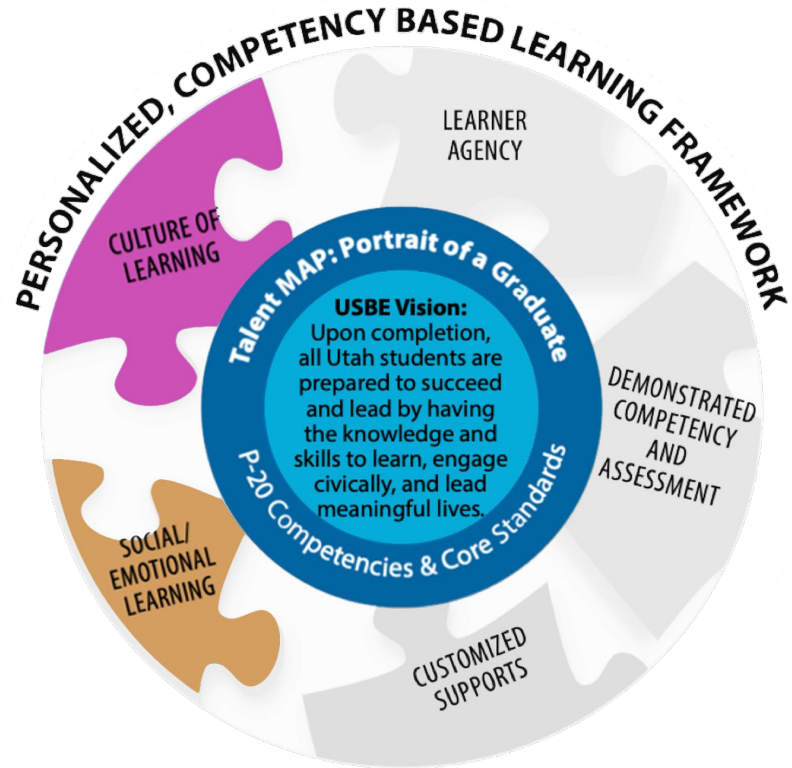 PERSONALIZED, COMPETENCY BASED LEARNING FRAMEWORK
LEARNER
AGENCY
CULTURE OF
LEARNING
Talent MAP: Portrait of a Graduate
USBE Vision:
Upon completion,
all Utah students are
prepared to succeed
and lead by having
the knowledge and
skills to learn, engage
civically, and lead
meaningful lives.
P-20 Competencies & Core Standards
DEMONSTRATED
COMPETENCY
AND
ASSESSMENT
SOCIAL/
EMOTIONAL
LEARNING
CUSTOMIZED
SUPPORTS